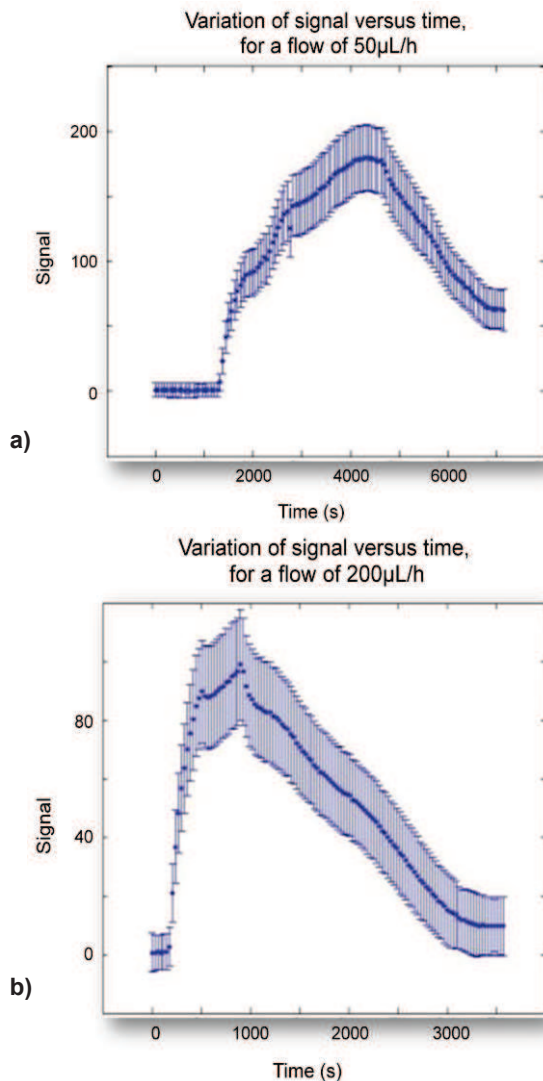 Variation of signal versus time,
for a flow of 50µL/h
200
100
0
Signal
a)
0 2000 4000 6000
Time (s)
Variation of signal versus time,
for a flow of 200µL/h
80
40
0
Signal
b)
0 1000 2000 3000
Time (s)